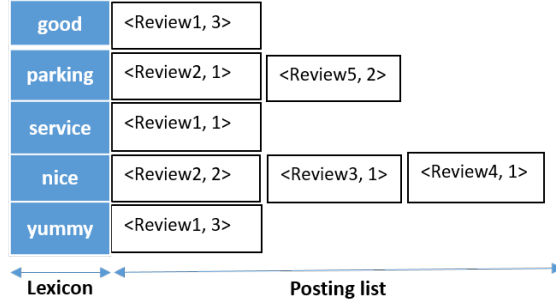 good <Review1, 3>
parking <Review2, 1> <Review5, 2>
service <Review1, 1>
nice <Review2, 2> <Review3, 1> <Review4, 1>
yummy <Review1, 3>
Lexicon Posting list